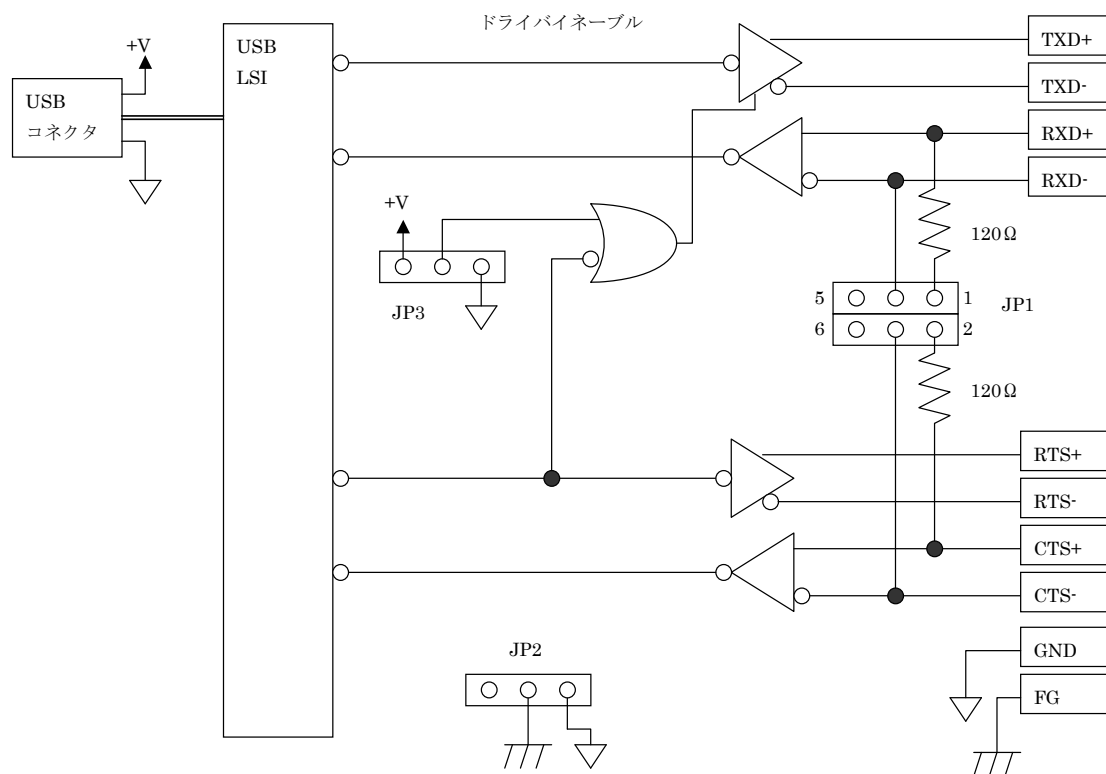 ドライバイネーブル
+V
USB
コネクタ
USB
LSI
TXD+
TXD-
RXD+
RXD-
+V
JP3
120Ω
5
1
JP1
6
2
120Ω
RTS+
RTS-
CTS+
CTS-
JP2
GND
FG